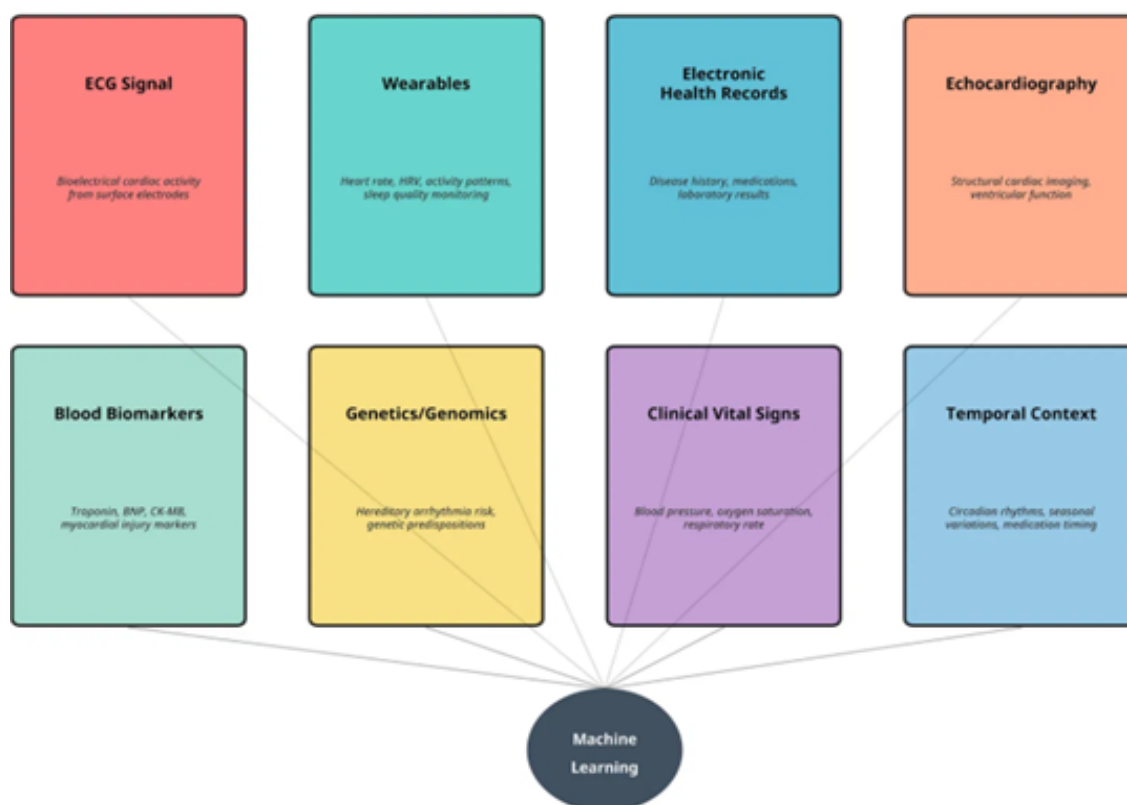 ECG Signal
Bioelectrical cardiac activity
from surface electrodes
Wearables
Heart rate, HRV, activity patterns,
sleep quality monitoring
Electronic
Health Records
Disease history, medications,
laboratory results
Echocardiography
Structural cardiac imaging,
ventricular function
Blood Biomarkers
Troponin, BNP, CK-MB,
myocardial injury markers
Genetics/Genomics
Hereditary arrhythmia risk,
genetic predispositions
Clinical Vital Signs
Blood pressure, oxygen saturation,
respiratory rate
Temporal Context
Circadian rhythms, seasonal
variations, medication timing
Machine
Learning